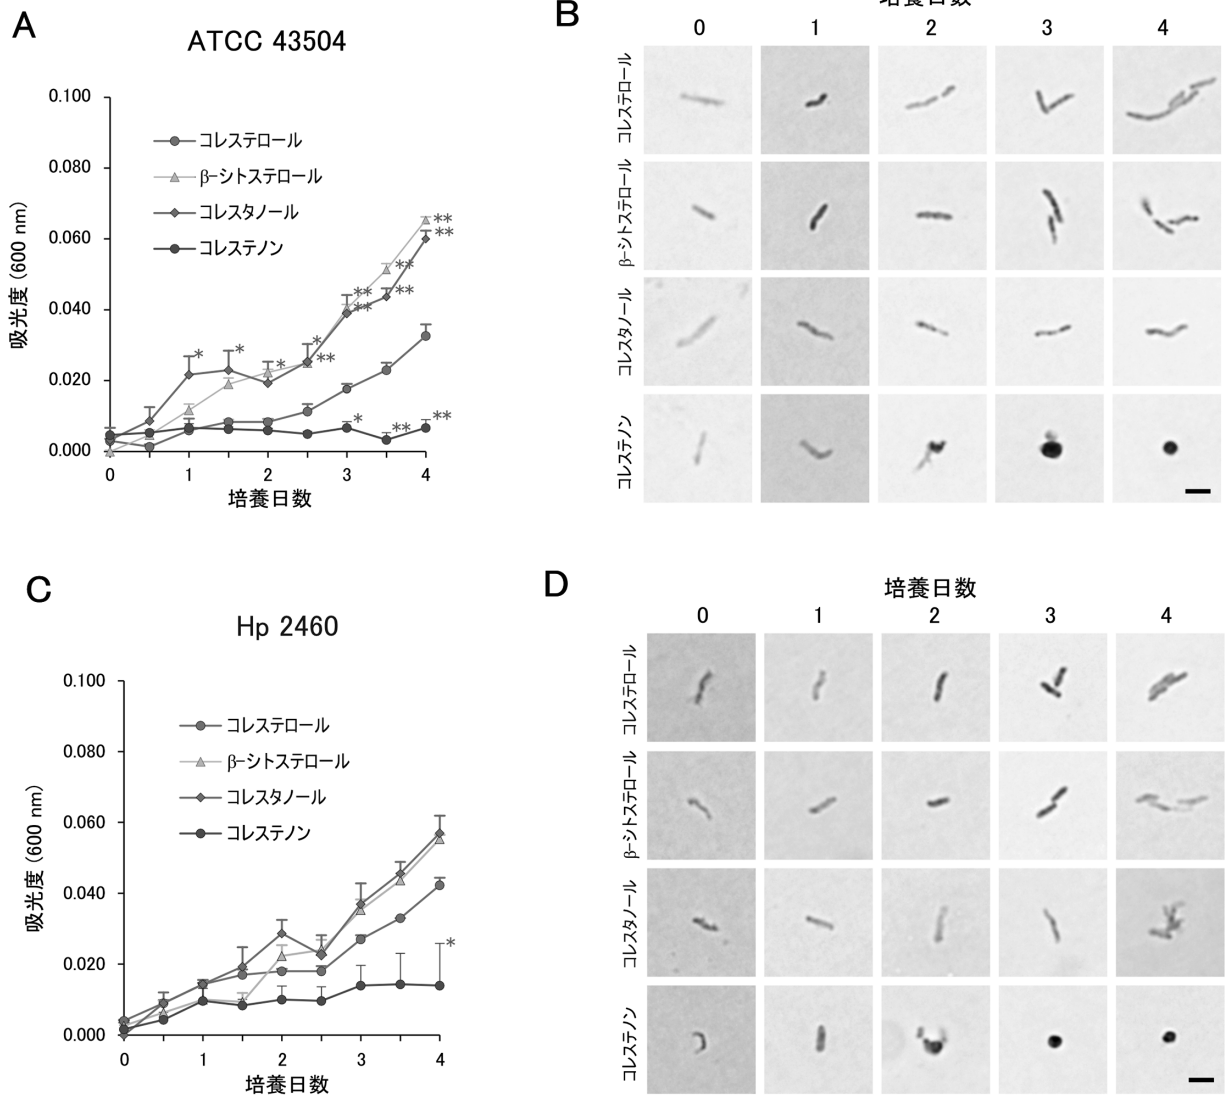 A
ATCC 43504
0.100
0.080
0.060
0.040
0.020
0.000
吸光度 (600 nm)
コレステロール
β-シトステロール
コレスタノール
コレステノン
**
**
**
**
**
**
*
*
*
*
**
*
**
**
0 1 2 3 4
培養日数
B
培養日数
0 1 2 3 4
コレステロール
β-シトステロール
コレスタノール
コレステノン
C
Hp 2460
0.100
0.080
0.060
0.040
0.020
0.000
吸光度 (600 nm)
コレステロール
β-シトステロール
コレスタノール
コレステノン
*
0 1 2 3 4
培養日数
D
培養日数
0 1 2 3 4
コレステロール
β-シトステロール
コレスタノール
コレステノン